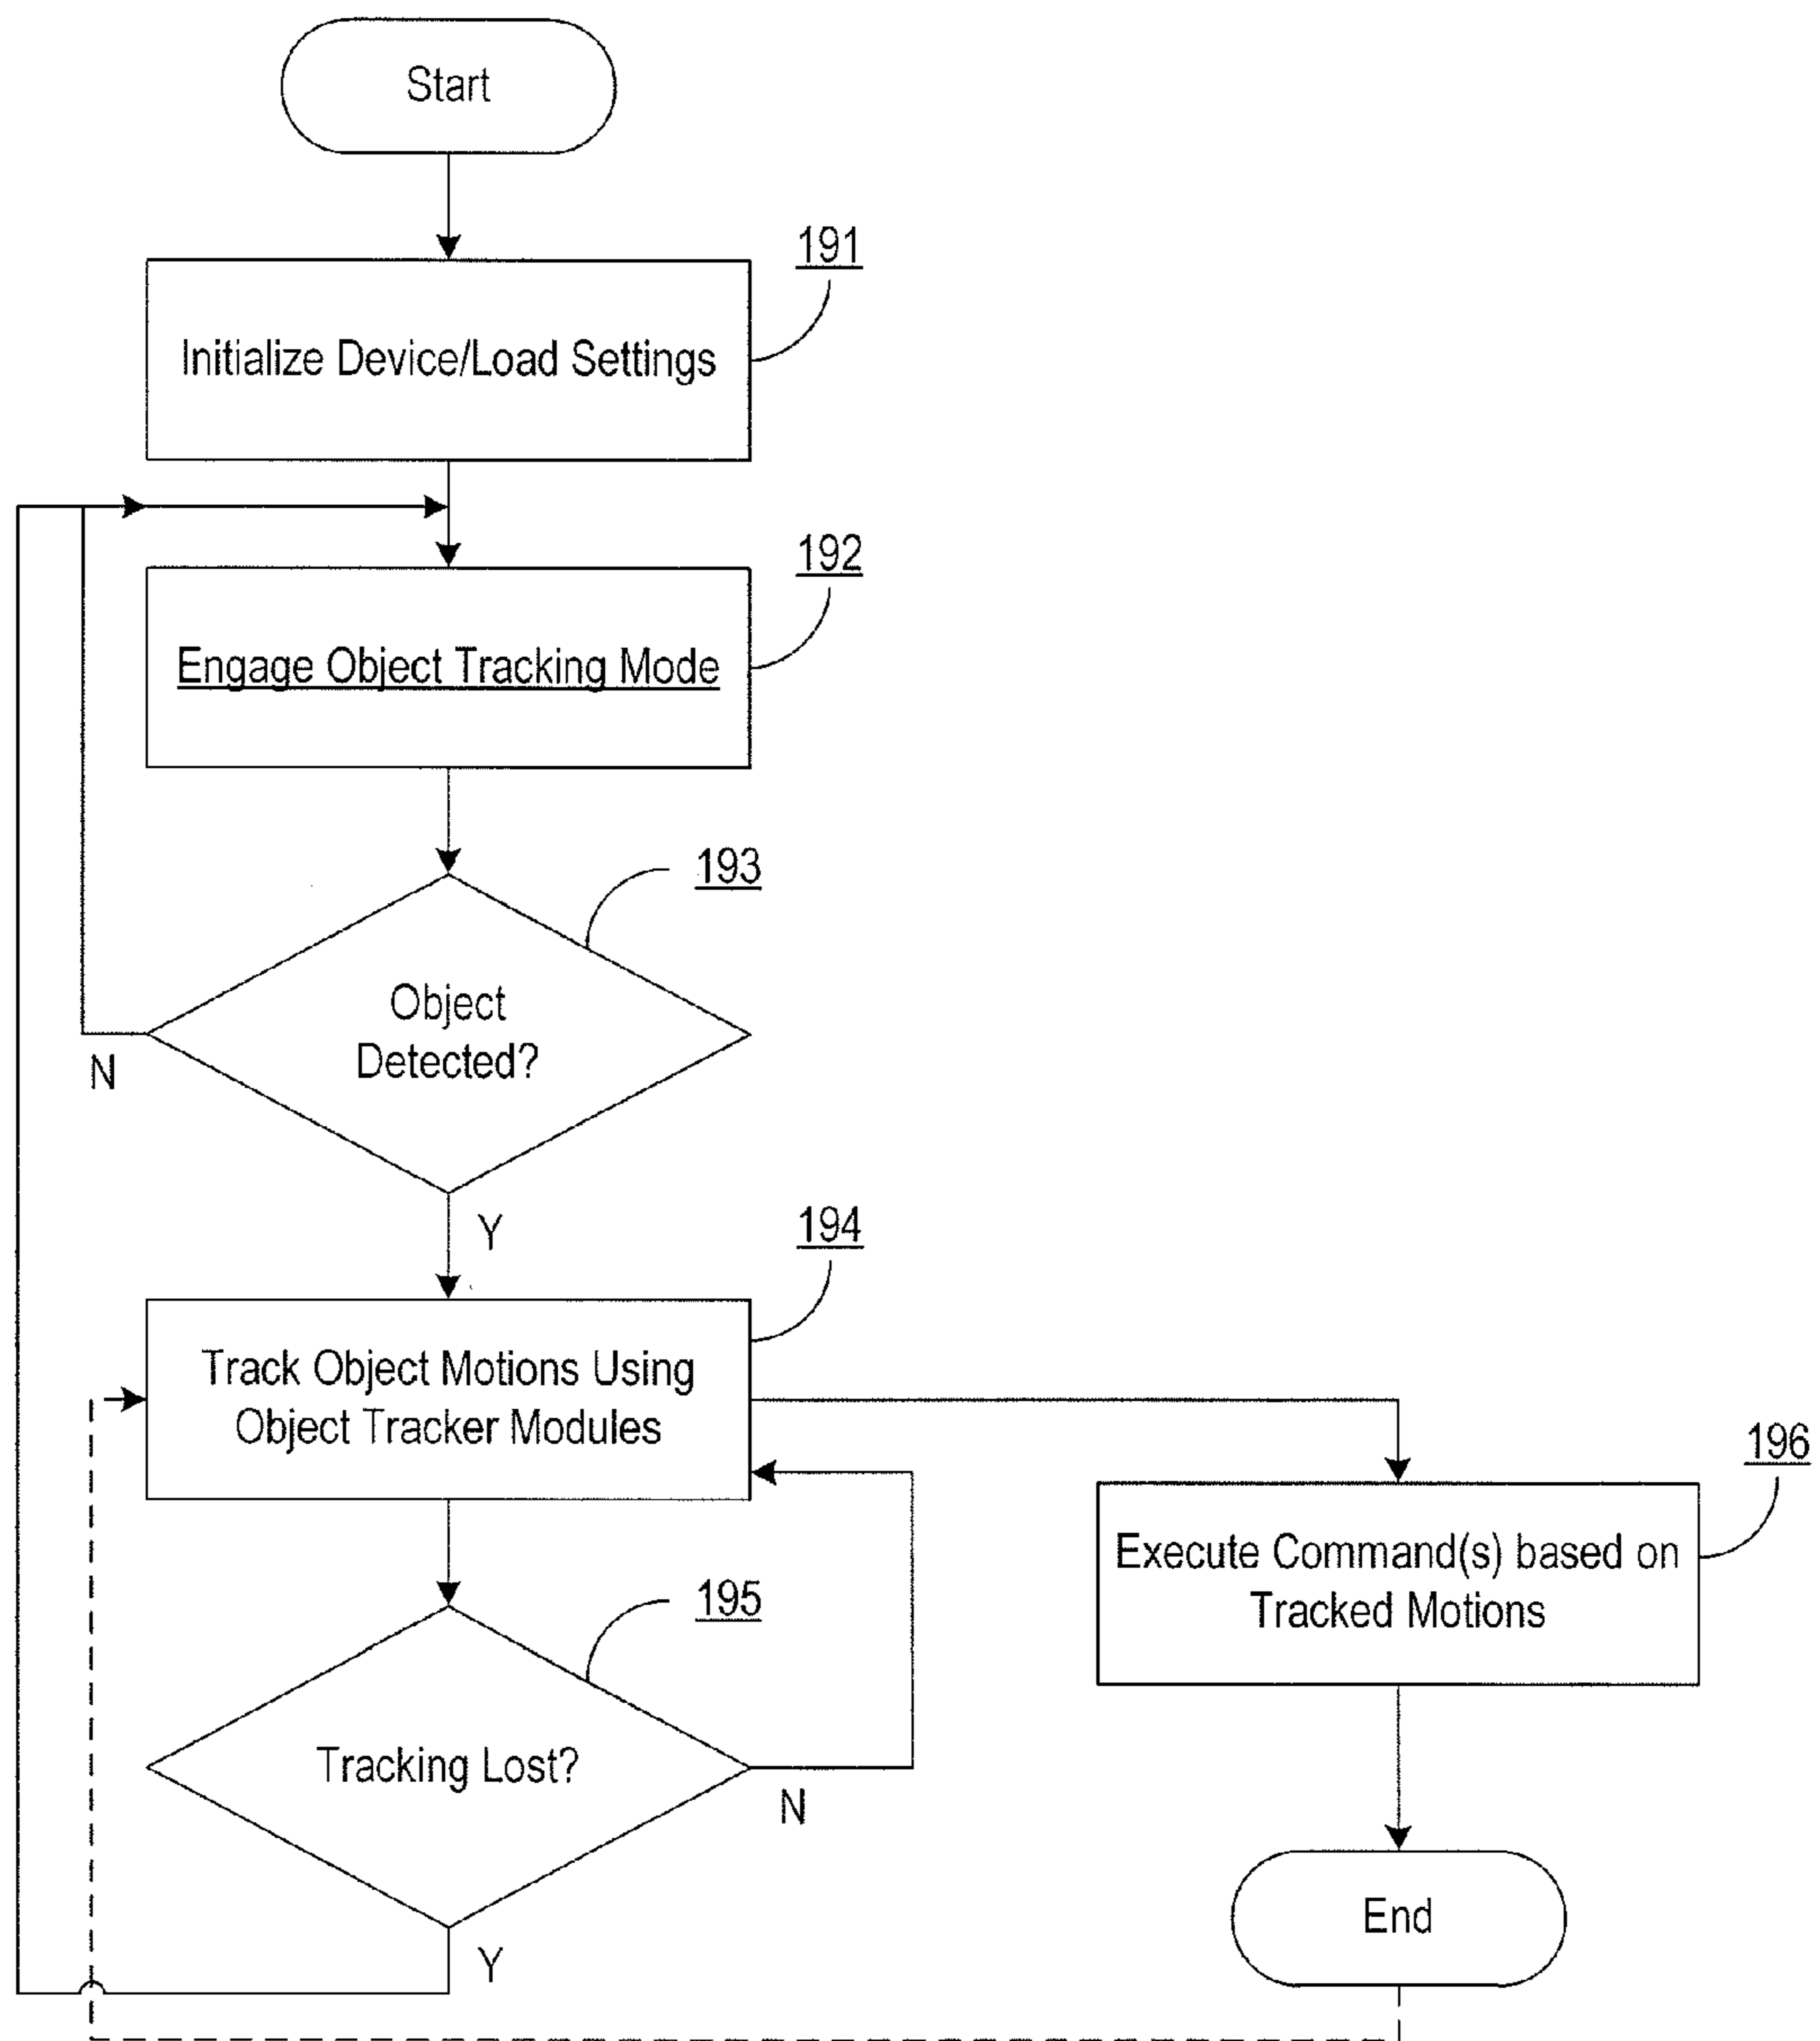 Start
191
Initialize Device/Load Settings
192
Engage Object Tracking Mode
193
Object
Detected?
N
Y
194
Track Object Motions Using
Object Tracker Modules
196
Execute Command(s) based on
Tracked Motions
195
Tracking Lost?
N
Y
End